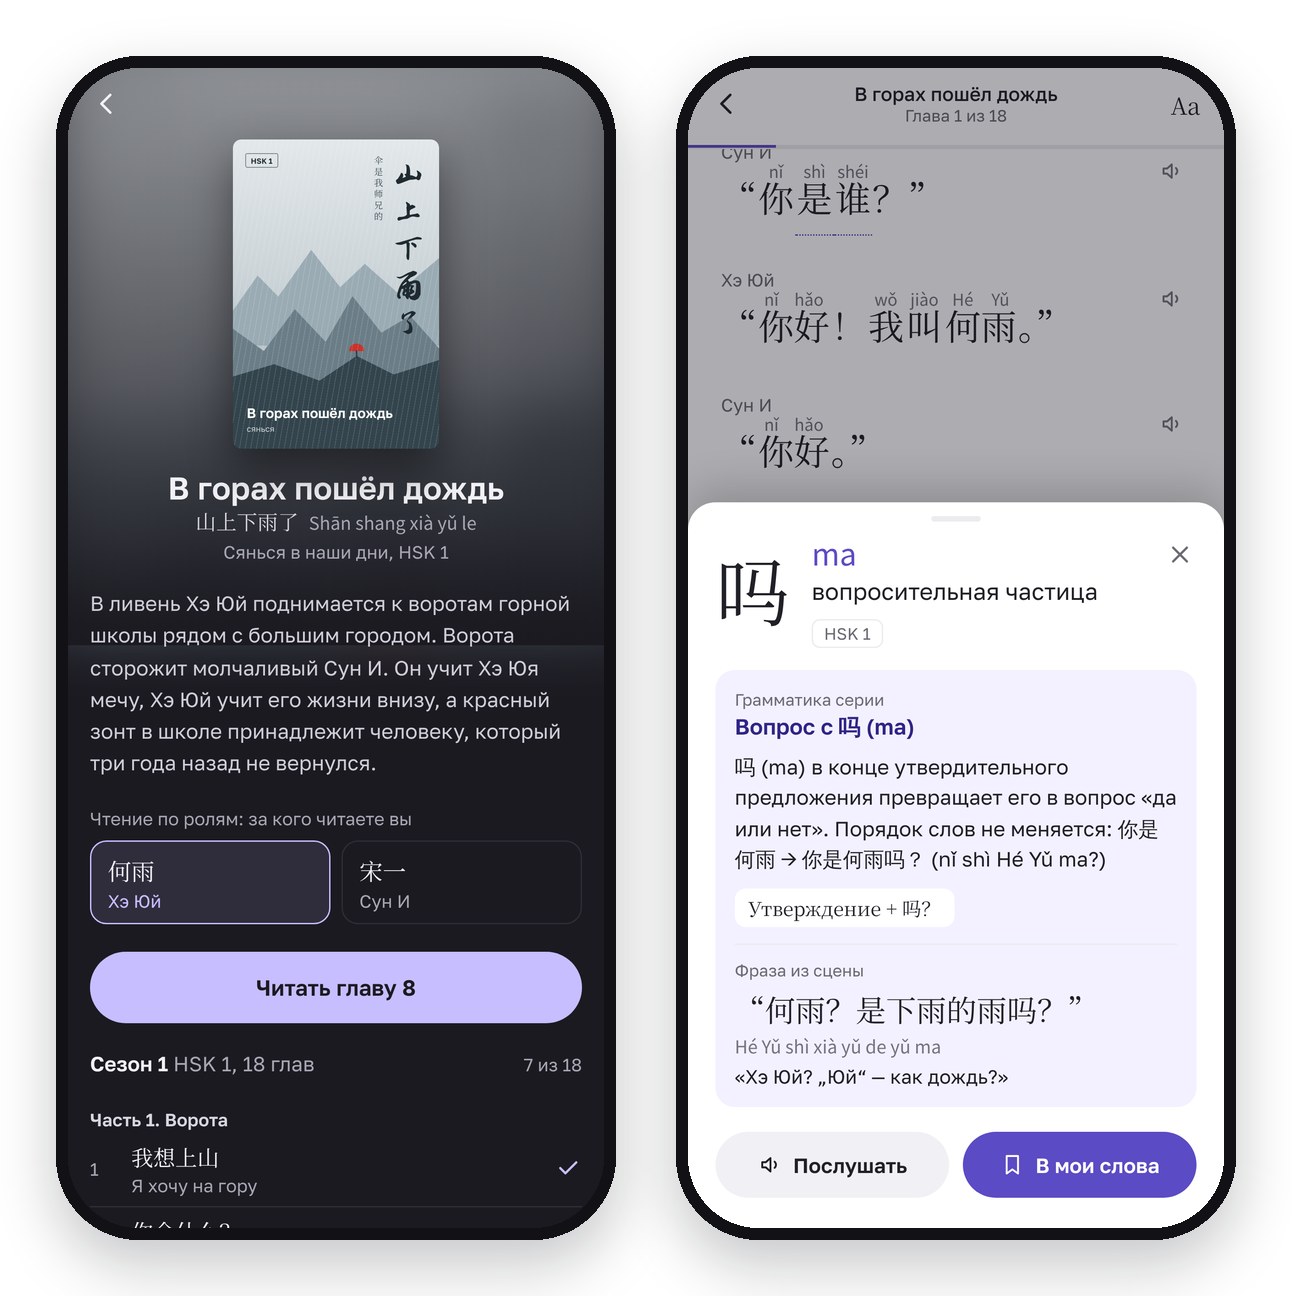 HSK 1
山上下雨了
伞是我师兄的
В горах пошёл дождь
сянься
В горах пошёл дождь
山上下雨了 Shān shang xià yǔ le
Сянься в наши дни, HSK 1
В ливень Хэ Юй поднимается к воротам горной
школы рядом с большим городом. Ворота
сторожит молчаливый Сун И. Он учит Хэ Юя
мечу, Хэ Юй учит его жизни внизу, а красный
зонт в школе принадлежит человеку, который
три года назад не вернулся.
Чтение по ролям: за кого читаете вы
何雨
Хэ Юй
宋一
Сун И
Читать главу 8
Сезон 1 HSK 1, 18 глав
7 из 18
Часть 1. Ворота
1
我想上山
Я хочу на гору
В горах пошёл дождь
Глава 1 из 18
Aa
Сун И
nǐ shì shéi
“你是谁？”
Хэ Юй
nǐ hǎo wǒ jiào Hé Yǔ
“你好！我叫何雨。”
Сун И
nǐ hǎo
“你好。”
吗
ma
вопросительная частица
HSK 1
Грамматика серии
Вопрос с 吗 (ma)
吗 (ma) в конце утвердительного
предложения превращает его в вопрос «да
или нет». Порядок слов не меняется: 你是
何雨 → 你是何雨吗？ (nǐ shì Hé Yǔ ma?)
Утверждение + 吗？
Фраза из сцены
“何雨？是下雨的雨吗？”
Hé Yǔ shì xià yǔ de yǔ ma
«Хэ Юй? „Юй“ — как дождь?»
Послушать
В мои слова